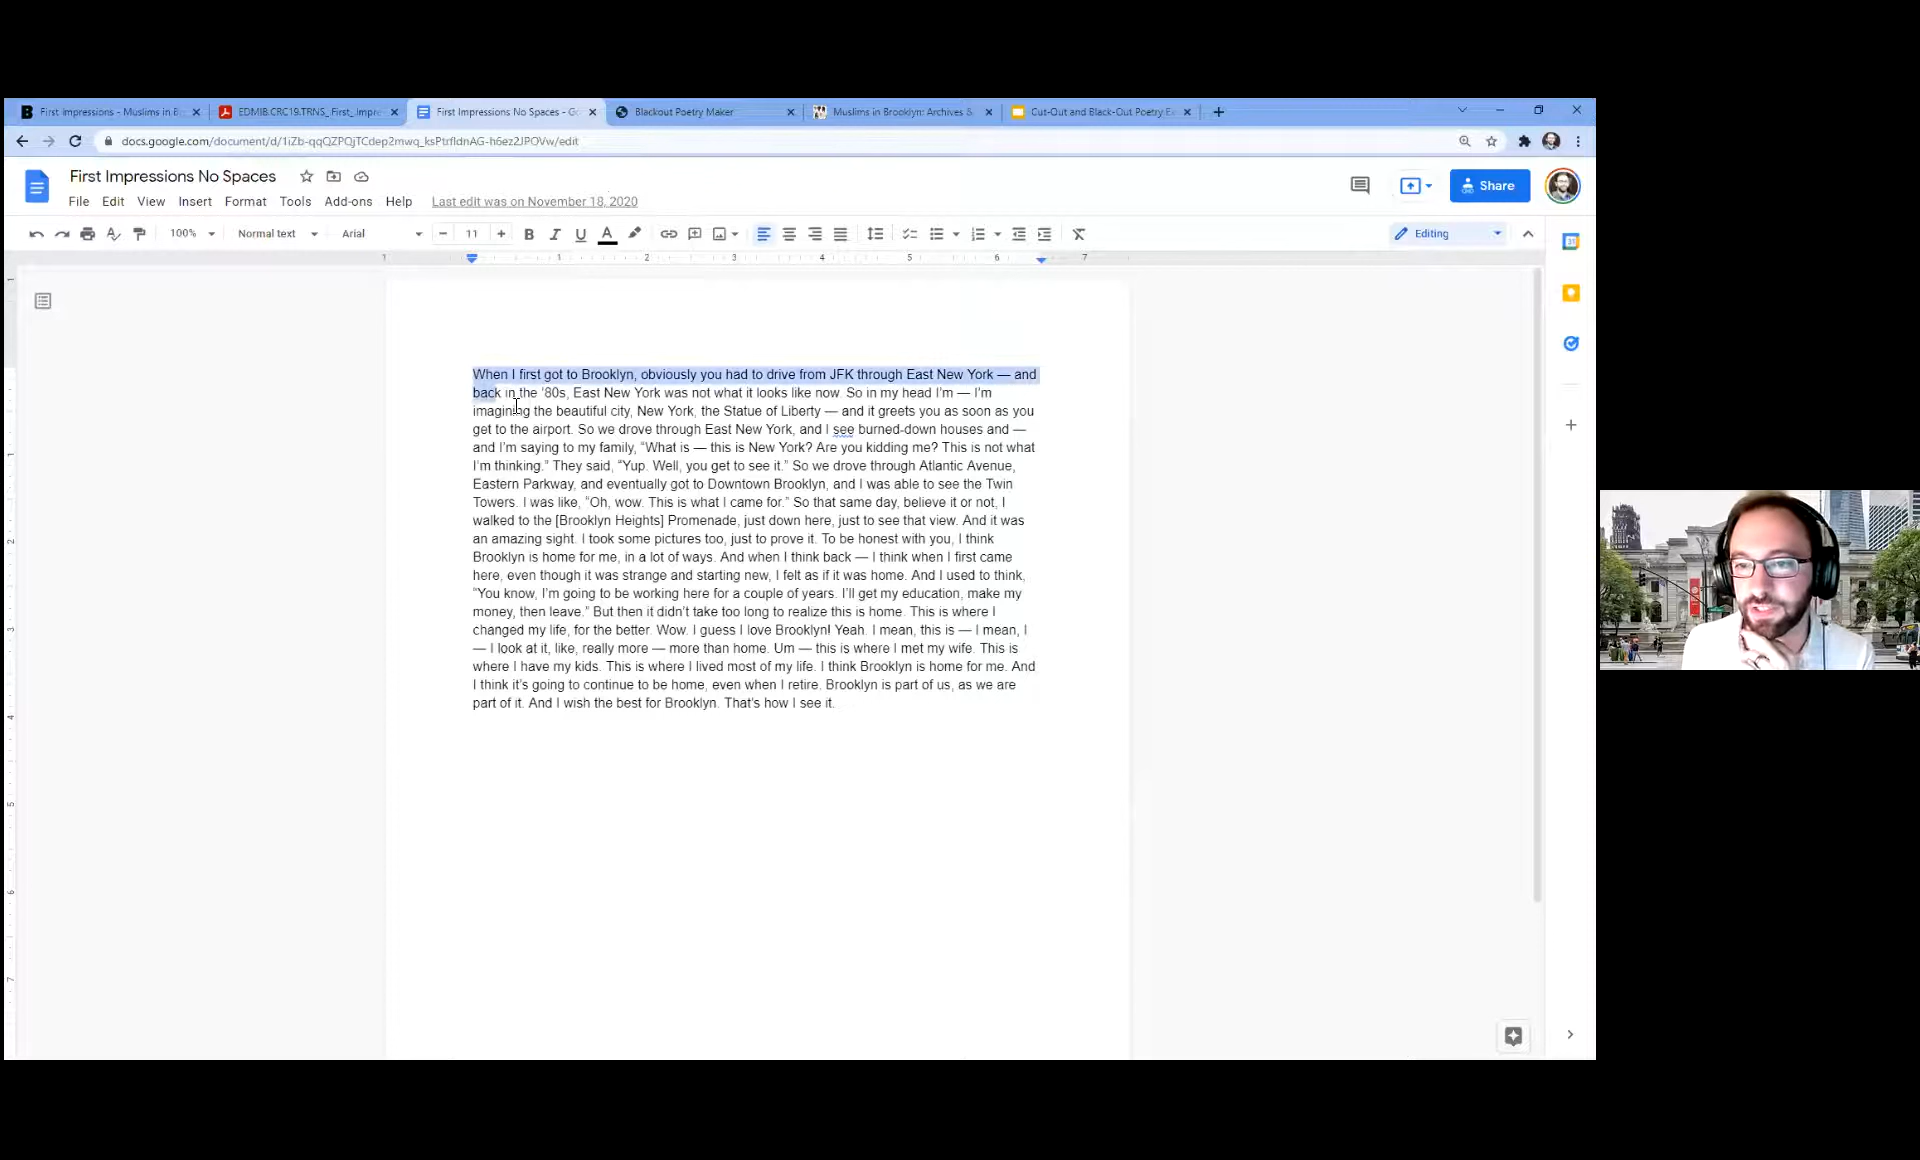 First Impressions - Muslims in B
EDMIB.CRC19.TRNS_First_Impre
First Impressions No Spaces - Go
Blackout Poetry Maker
Muslims in Brooklyn: Archives &
Cut-Out and Black-Out Poetry E
First Impressions No Spaces
Share
File Edit View Insert Format Tools Add-ons Help Last edit was on November 18, 2020
100% Normal text Arial 11 Editing
1 1 2 3 4 5 6 7
When I first got to Brooklyn, obviously you had to drive from JFK through East New York — and
back in the ’80s, East New York was not what it looks like now. So in my head I’m — I’m
imagining the beautiful city, New York, the Statue of Liberty — and it greets you as soon as you
get to the airport. So we drove through East New York, and I see burned-down houses and —
and I’m saying to my family, “What is — this is New York? Are you kidding me? This is not what
I’m thinking.” They said, “Yup. Well, you get to see it.” So we drove through Atlantic Avenue,
Eastern Parkway, and eventually got to Downtown Brooklyn, and I was able to see the Twin
Towers. I was like, “Oh, wow. This is what I came for.” So that same day, believe it or not, I
walked to the [Brooklyn Heights] Promenade, just down here, just to see that view. And it was
an amazing sight. I took some pictures too, just to prove it. To be honest with you, I think
Brooklyn is home for me, in a lot of ways. And when I think back — I think when I first came
here, even though it was strange and starting new, I felt as if it was home. And I used to think,
“You know, I’m going to be working here for a couple of years. I’ll get my education, make my
money, then leave.” But then it didn’t take too long to realize this is home. This is where I
changed my life, for the better. Wow. I guess I love Brooklyn! Yeah. I mean, this is — I mean, I
— I look at it, like, really more — more than home. Um — this is where I met my wife. This is
where I have my kids. This is where I lived most of my life. I think Brooklyn is home for me. And
I think it’s going to continue to be home, even when I retire. Brooklyn is part of us, as we are
part of it. And I wish the best for Brooklyn. That’s how I see it.